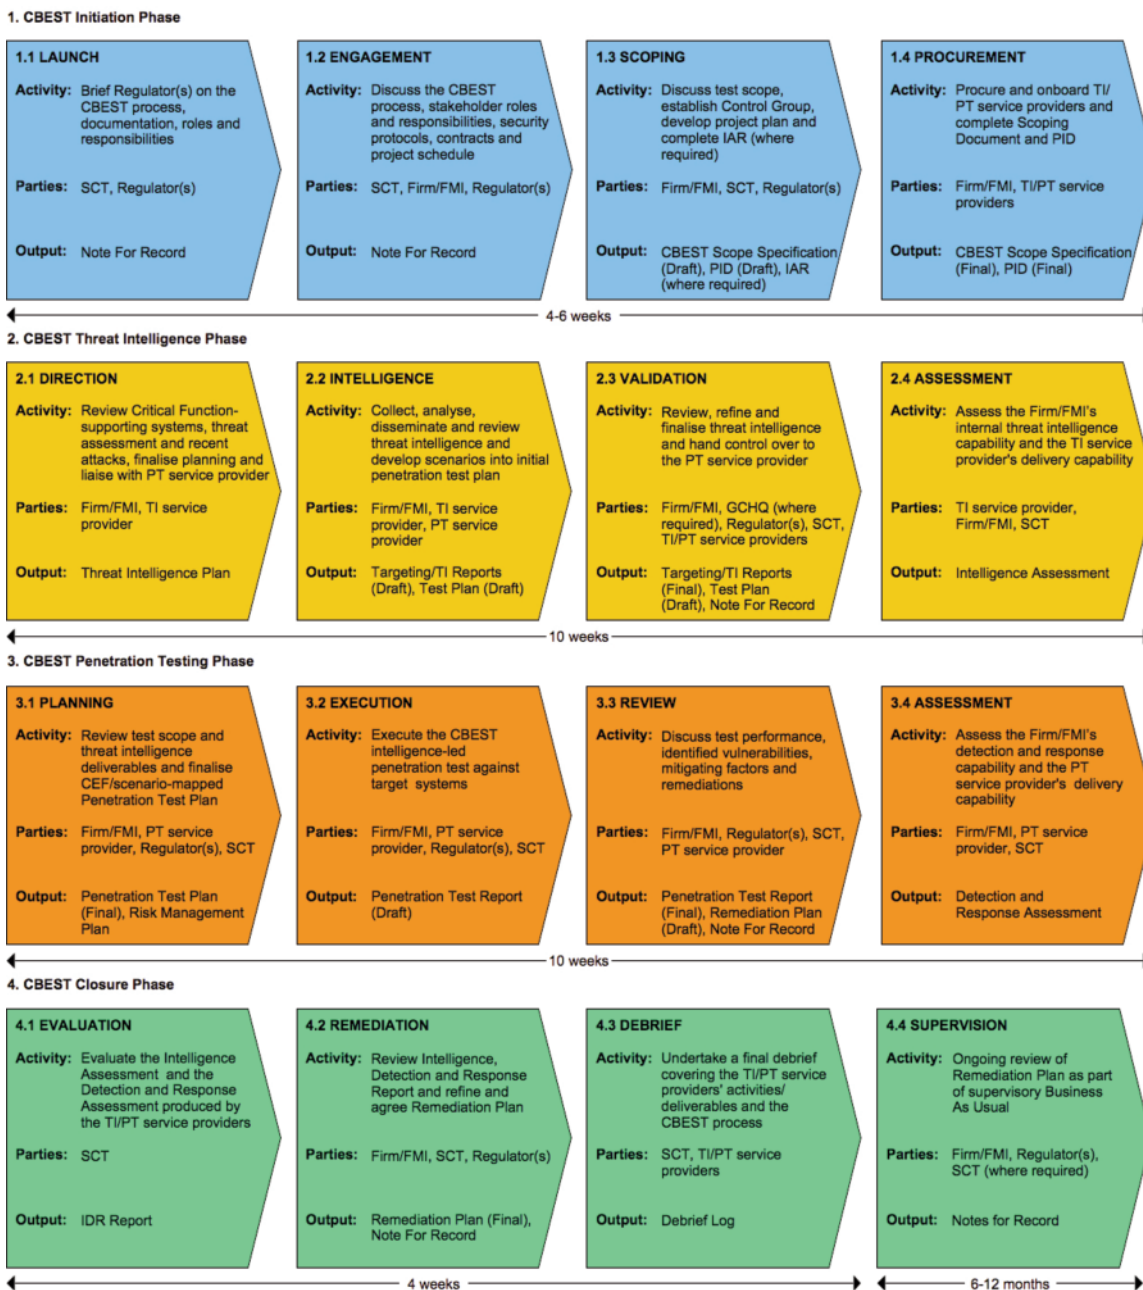 1. CBEST Initiation Phase
1.1 LAUNCH
Activity: Brief Regulator(s) on the
CBEST process,
documentation, roles and
responsibilities
Parties: SCT, Regulator(s)
Output: Note For Record
1.2 ENGAGEMENT
Activity: Discuss the CBEST
process, stakeholder roles
and responsibilities, security
protocols, contracts and
project schedule
Parties: SCT, Firm/FMI, Regulator(s)
Output: Note For Record
1.3 SCOPING
Activity: Discuss test scope,
establish Control Group,
develop project plan and
complete IAR (where
required)
Parties: Firm/FMI, SCT, Regulator(s)
Output: CBEST Scope Specification
(Draft), PID (Draft), IAR
(where required)
1.4 PROCUREMENT
Activity: Procure and onboard TI/
PT service providers and
complete Scoping
Document and PID
Parties: Firm/FMI, TI/PT service
providers
Output: CBEST Scope Specification
(Final), PID (Final)
4-6 weeks
2. CBEST Threat Intelligence Phase
2.1 DIRECTION
Activity: Review Critical Function-
supporting systems, threat
assessment and recent
attacks, finalise planning and
liaise with PT service provider
Parties: Firm/FMI, TI service
provider
Output: Threat Intelligence Plan
2.2 INTELLIGENCE
Activity: Collect, analyse,
disseminate and review
threat intelligence and
develop scenarios into initial
penetration test plan
Parties: Firm/FMI, TI service
provider, PT service
provider
Output: Targeting/TI Reports
(Draft), Test Plan (Draft)
2.3 VALIDATION
Activity: Review, refine and
finalise threat intelligence
and hand control over to
the PT service provider
Parties: Firm/FMI, GCHQ (where
required), Regulator(s), SCT,
TI/PT service providers
Output: Targeting/TI Reports
(Final), Test Plan
(Draft), Note For Record
2.4 ASSESSMENT
Activity: Assess the Firm/FMI's
internal threat intelligence
capability and the TI service
provider's delivery capability
Parties: TI service provider,
Firm/FMI, SCT
Output: Intelligence Assessment
10 weeks
3. CBEST Penetration Testing Phase
3.1 PLANNING
Activity: Review test scope and
threat intelligence
deliverables and finalise
CEF/scenario-mapped
Penetration Test Plan
Parties: Firm/FMI, PT service
provider, Regulator(s), SCT
Output: Penetration Test Plan
(Final), Risk Management
Plan
3.2 EXECUTION
Activity: Execute the CBEST
intelligence-led
penetration test against
target systems
Parties: Firm/FMI, PT service
provider, Regulator(s), SCT
Output: Penetration Test Report
(Draft)
3.3 REVIEW
Activity: Discuss test performance,
identified vulnerabilities,
mitigating factors and
remediations
Parties: Firm/FMI, Regulator(s), SCT,
PT service provider
Output: Penetration Test Report
(Final), Remediation Plan
(Draft), Note For Record
3.4 ASSESSMENT
Activity: Assess the Firm/FMI's
detection and response
capability and the PT
service provider's delivery
capability
Parties: Firm/FMI, PT service
provider, SCT
Output: Detection and
Response Assessment
10 weeks
4. CBEST Closure Phase
4.1 EVALUATION
Activity: Evaluate the Intelligence
Assessment and the
Detection and Response
Assessment produced by
the TI/PT service providers
Parties: SCT
Output: IDR Report
4.2 REMEDIATION
Activity: Review Intelligence,
Detection and Response
Report and refine and
agree Remediation Plan
Parties: Firm/FMI, SCT, Regulator(s)
Output: Remediation Plan (Final),
Note For Record
4.3 DEBRIEF
Activity: Undertake a final debrief
covering the TI/PT service
providers' activities/
deliverables and the
CBEST process
Parties: SCT, TI/PT service
providers
Output: Debrief Log
4.4 SUPERVISION
Activity: Ongoing review of
Remediation Plan as part
of supervisory Business
As Usual
Parties: Firm/FMI, Regulator(s),
SCT (where required)
Output: Notes for Record
4 weeks
6-12 months